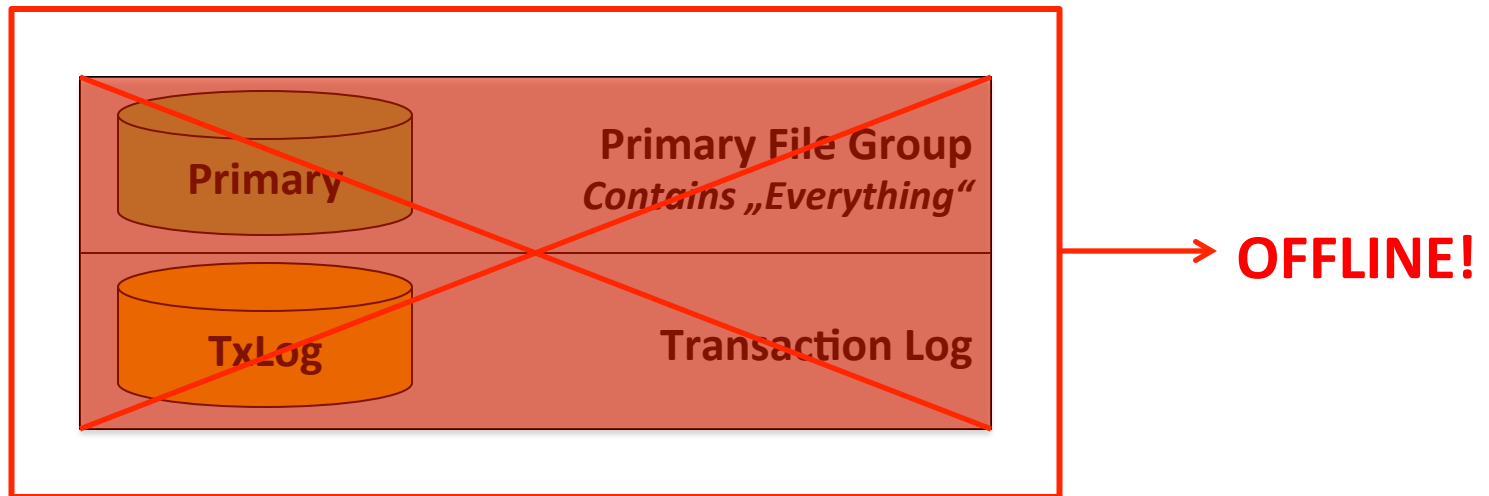 Primary
Primary File Group
Contains „Everything“
TxLog
Transaction Log
OFFLINE!